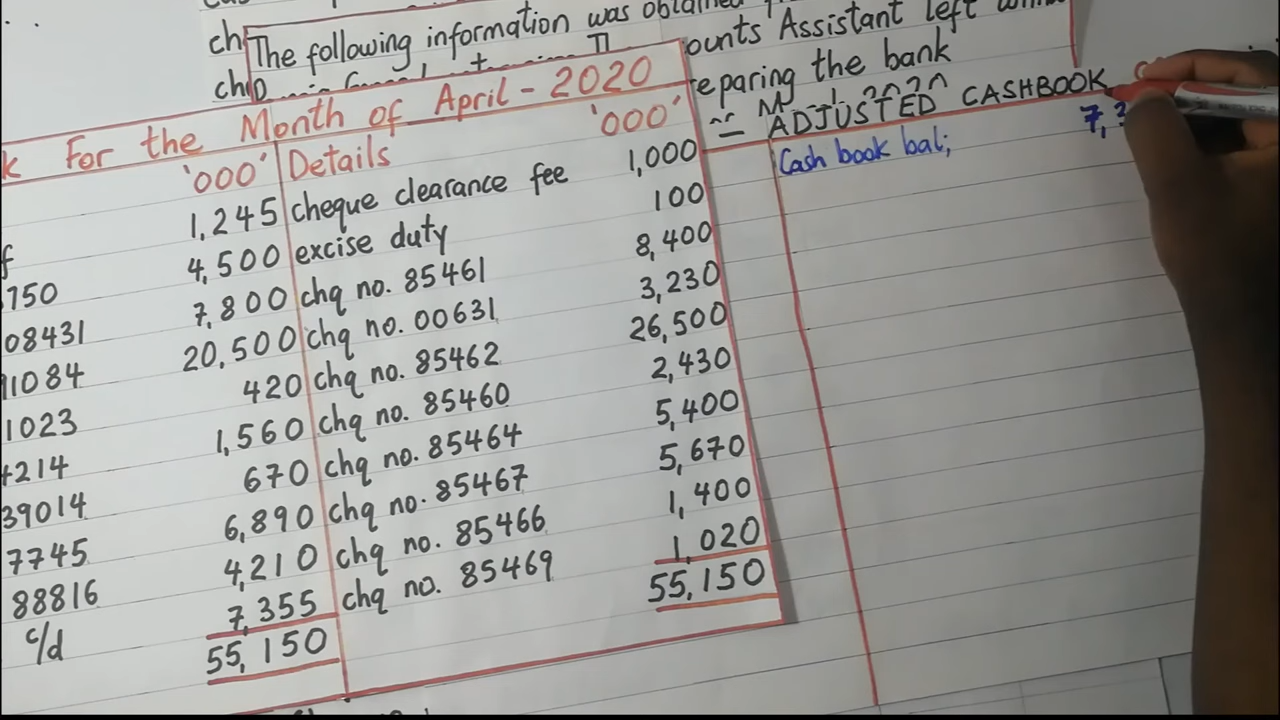 The following information was obtained
ounts Assistant left
reparing the bank
For the Month of April - 2020
ADJUSTED CASHBOOK
'000' Details '000'
Cash book bal; 7,3
1,245 cheque clearance fee 1,000
f 4,500 excise duty 100
750 7,800 chq no. 85461 8,400
08431 20,500 chq no. 00631 3,230
11084 420 chq no. 85462 26,500
1023 1,560 chq no. 85460 2,430
4214 670 chq no. 85464 5,400
39014 6,890 chq no. 85467 5,670
7745 4,210 chq no. 85466 1,400
88816 7,355 chq no. 85469 1,020
c/d 55,150 55,150